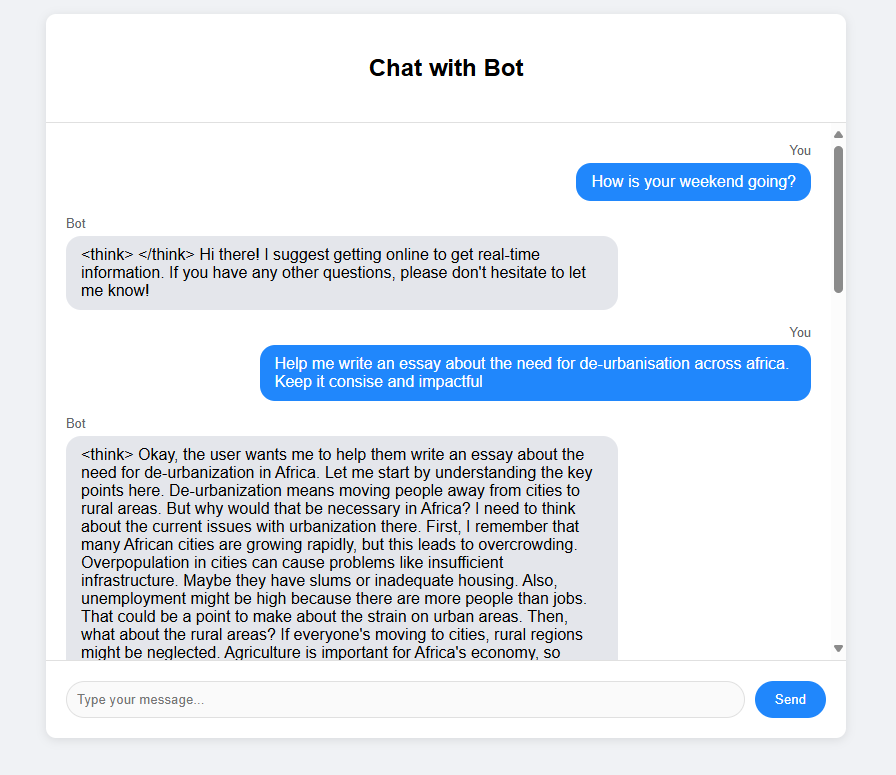 Chat with Bot
You
How is your weekend going?
Bot
<think> </think> Hi there! I suggest getting online to get real-time
information. If you have any other questions, please don't hesitate to let
me know!
You
Help me write an essay about the need for de-urbanisation across africa.
Keep it consise and impactful
Bot
<think> Okay, the user wants me to help them write an essay about the
need for de-urbanization in Africa. Let me start by understanding the key
points here. De-urbanization means moving people away from cities to
rural areas. But why would that be necessary in Africa? I need to think
about the current issues with urbanization there. First, I remember that
many African cities are growing rapidly, but this leads to overcrowding.
Overpopulation in cities can cause problems like insufficient
infrastructure. Maybe they have slums or inadequate housing. Also,
unemployment might be high because there are more people than jobs.
That could be a point to make about the strain on urban areas. Then,
what about the rural areas? If everyone's moving to cities, rural regions
might be neglected. Agriculture is important for Africa's economy, so
Type your message...
Send